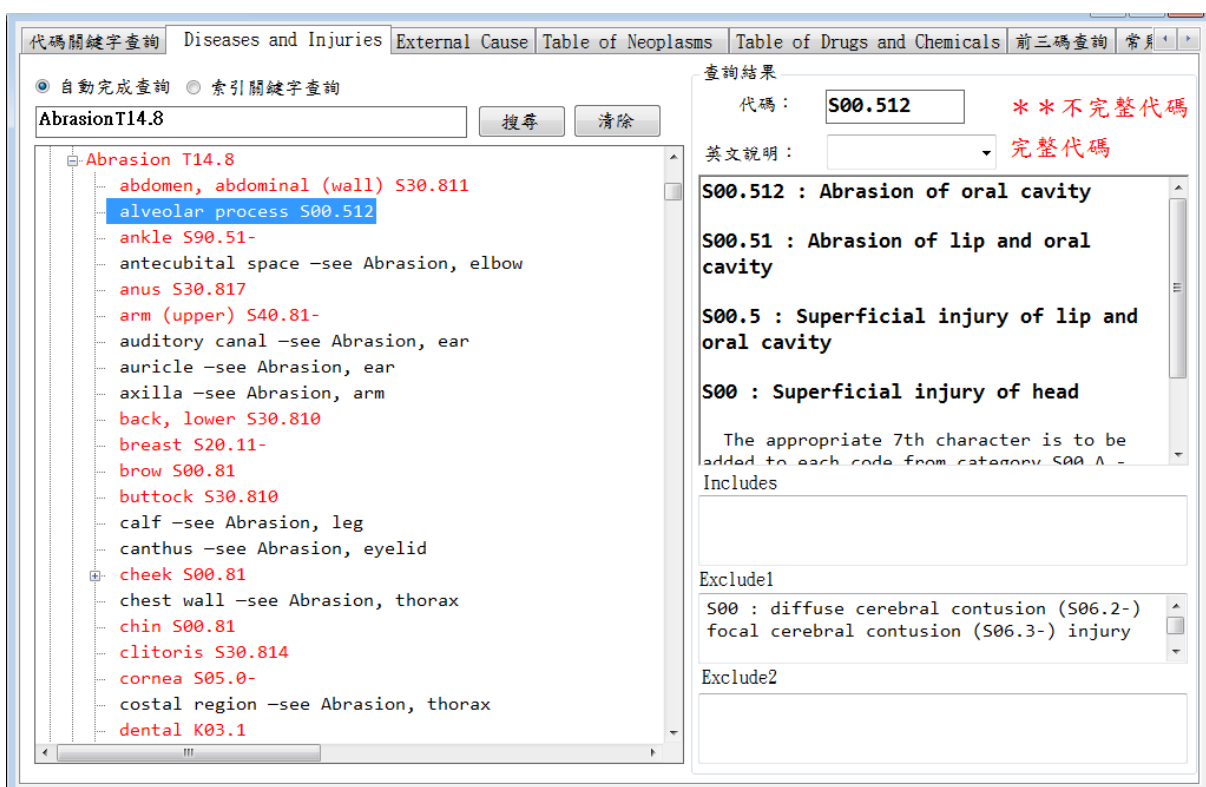 代碼關鍵字查詢 Diseases and Injuries External Cause Table of Neoplasms Table of Drugs and Chemicals 前三碼查詢
自動完成查詢 索引關鍵字查詢
AbrasionT14.8 搜尋 清除
Abrasion T14.8
abdomen, abdominal (wall) S30.811
alveolar process S00.512
ankle S90.51-
antecubital space —see Abrasion, elbow
anus S30.817
arm (upper) S40.81-
auditory canal —see Abrasion, ear
auricle —see Abrasion, ear
axilla —see Abrasion, arm
back, lower S30.810
breast S20.11-
brow S00.81
buttock S30.810
calf —see Abrasion, leg
canthus —see Abrasion, eyelid
cheek S00.81
chest wall —see Abrasion, thorax
chin S00.81
clitoris S30.814
cornea S05.0-
costal region —see Abrasion, thorax
dental K03.1
查詢結果
代碼： S00.512 ＊＊不完整代碼
英文說明： 完整代碼
S00.512 : Abrasion of oral cavity
S00.51 : Abrasion of lip and oral
cavity
S00.5 : Superficial injury of lip and
oral cavity
S00 : Superficial injury of head
The appropriate 7th character is to be
added to each code from category S00 A -
Includes
Exclude1
S00 : diffuse cerebral contusion (S06.2-)
focal cerebral contusion (S06.3-) injury
Exclude2